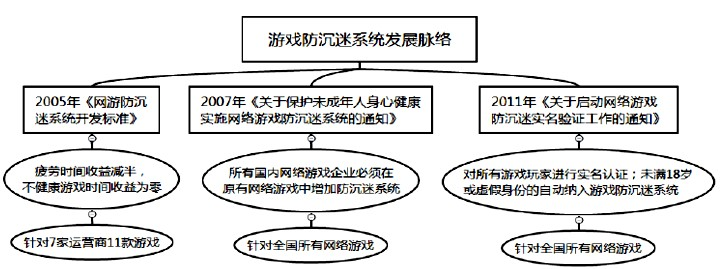 游戏防沉迷系统发展脉络
2005年《网游防沉
迷系统开发标准》
2007年《关于保护未成年人身心健康
实施网络游戏防沉迷系统的通知》
2011年《关于启动网络游戏
防沉迷实名验证工作的通知》
疲劳时间收益减半，
不健康游戏时间收益为零
所有国内网络游戏企业必须在
原有网络游戏中增加防沉迷系统
对所有游戏玩家进行实名认证；未满18岁
或虚假身份的自动纳入游戏防沉迷系统
针对7家运营商11款游戏
针对全国所有网络游戏
针对全国所有网络游戏